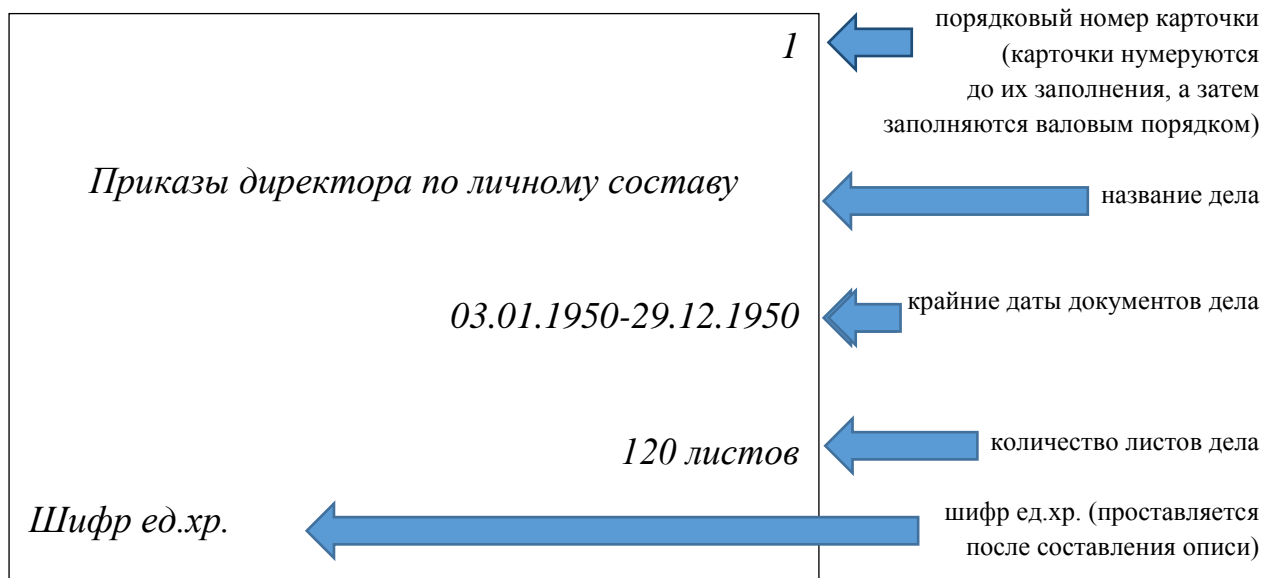 1
порядковый номер карточки
(карточки нумеруются
до их заполнения, а затем
заполняются валовым порядком)
Приказы директора по личному составу
название дела
03.01.1950-29.12.1950
крайние даты документов дела
120 листов
количество листов дела
Шифр ед.хр.
шифр ед.хр. (проставляется
после составления описи)